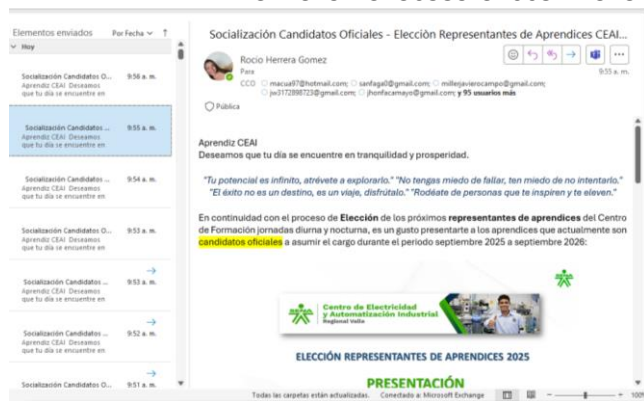 Elementos enviados Por Fecha
Hoy
Socialización Candidatos O... 9:56 a. m.
Aprendiz CEAI Deseamos
que tu día se encuentre en
Socialización Candidatos ... 9:55 a. m.
Aprendiz CEAI Deseamos
que tu día se encuentre en
Socialización Candidatos ... 9:54 a. m.
Aprendiz CEAI Deseamos
que tu día se encuentre en
Socialización Candidatos O... 9:53 a. m.
Aprendiz CEAI Deseamos
que tu día se encuentre en
Socialización Candidatos ... 9:53 a. m.
Aprendiz CEAI Deseamos
que tu día se encuentre en
Socialización Candidatos ... 9:52 a. m.
Aprendiz CEAI Deseamos
que tu día se encuentre en
Socialización Candidatos O... 9:51 a. m.
Socialización Candidatos Oficiales - Elección Representantes de Aprendices CEAI...
Rocio Herrera Gomez
Para
9:55 a. m.
CCO macua97@hotmail.com; sanfaga0@gmail.com; millerjavierocampo@gmail.com;
jw3172898723@gmail.com; jhonfacamayo@gmail.com; y 95 usuarios más
Pública
Aprendiz CEAI
Deseamos que tu día se encuentre en tranquilidad y prosperidad.
"Tu potencial es infinito, atrévete a explorarlo." "No tengas miedo de fallar, ten miedo de no intentarlo."
"El éxito no es un destino, es un viaje, disfrútalo." "Rodéate de personas que te inspiren y te eleven."
En continuidad con el proceso de Elección de los próximos representantes de aprendices del Centro
de Formación jornadas diurna y nocturna, es un gusto presentarte a los aprendices que actualmente son
candidatos oficiales a asumir el cargo durante el periodo septiembre 2025 a septiembre 2026:
Centro de Electricidad
y Automatización Industrial
Regional Valle
ELECCIÓN REPRESENTANTES DE APRENDICES 2025
PRESENTACIÓN
Todas las carpetas están actualizadas. Conectado a: Microsoft Exchange 100%